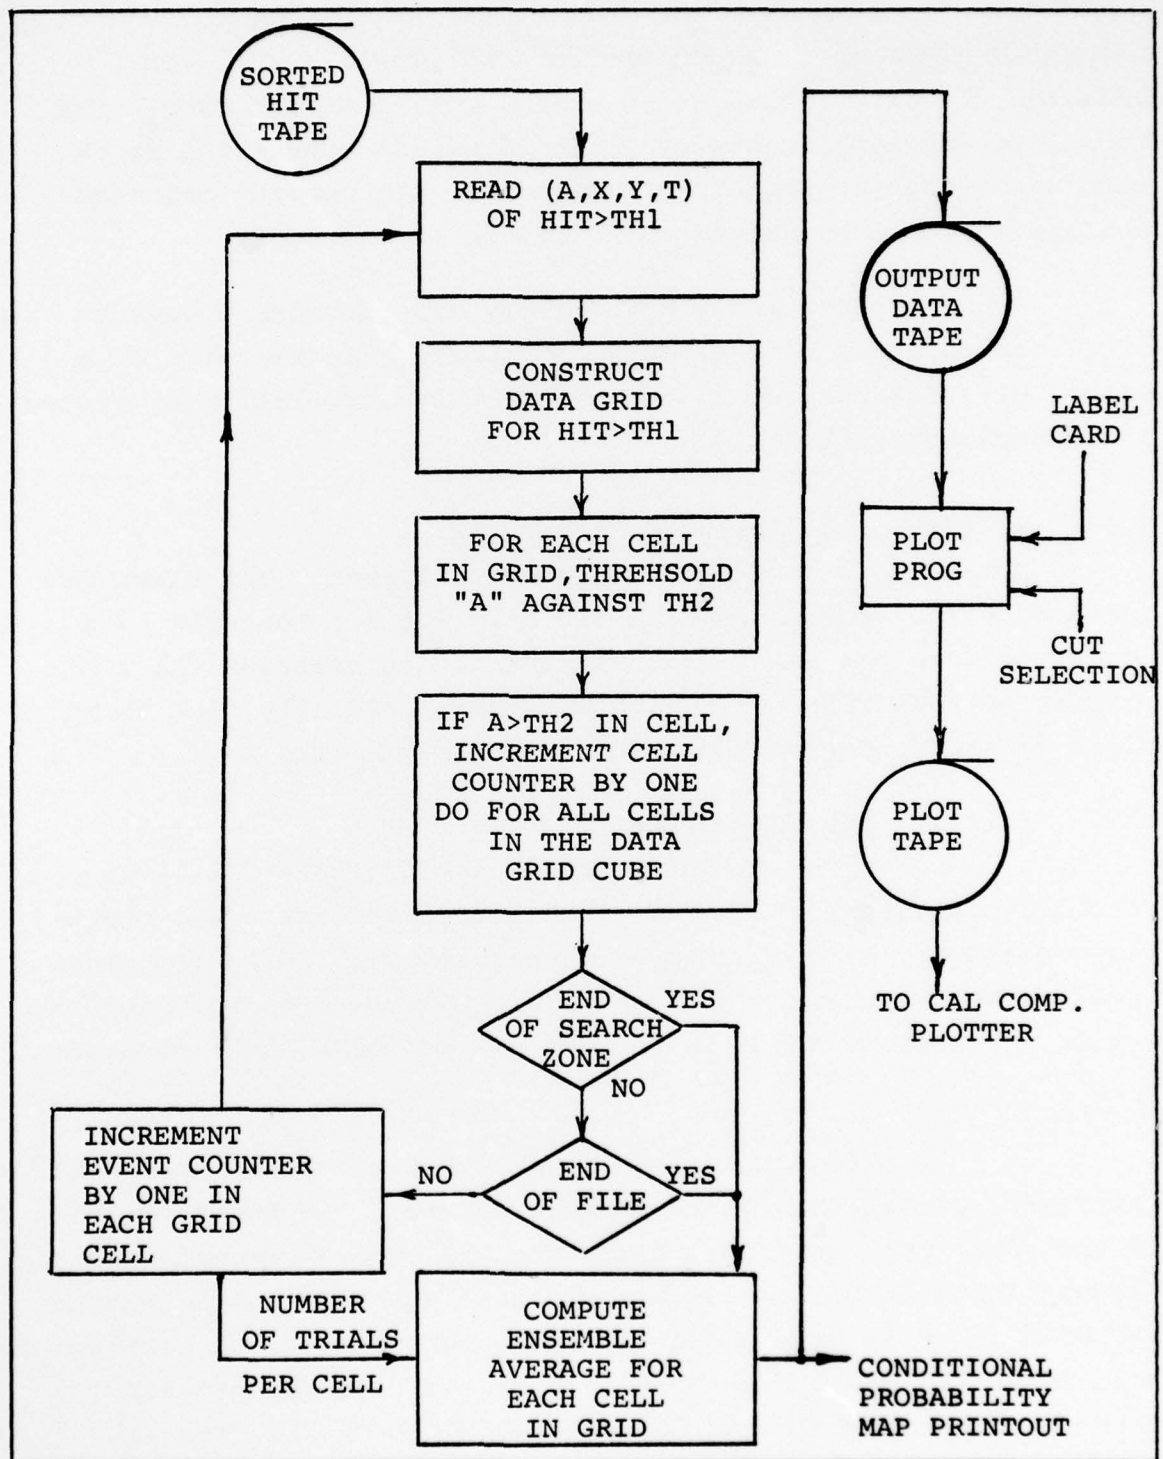 SORTED
HIT
TAPE
READ (A,X,Y,T)
OF HIT>TH1
CONSTRUCT
DATA GRID
FOR HIT>TH1
FOR EACH CELL
IN GRID,THREHSOLD
"A" AGAINST TH2
IF A>TH2 IN CELL,
INCREMENT CELL
COUNTER BY ONE
DO FOR ALL CELLS
IN THE DATA
GRID CUBE
END
OF SEARCH
ZONE
YES
NO
END
OF FILE
YES
NO
INCREMENT
EVENT COUNTER
BY ONE IN
EACH GRID
CELL
NUMBER
OF TRIALS
PER CELL
COMPUTE
ENSEMBLE
AVERAGE FOR
EACH CELL
IN GRID
CONDITIONAL
PROBABILITY
MAP PRINTOUT
OUTPUT
DATA
TAPE
LABEL
CARD
PLOT
PROG
CUT
SELECTION
PLOT
TAPE
TO CAL COMP.
PLOTTER